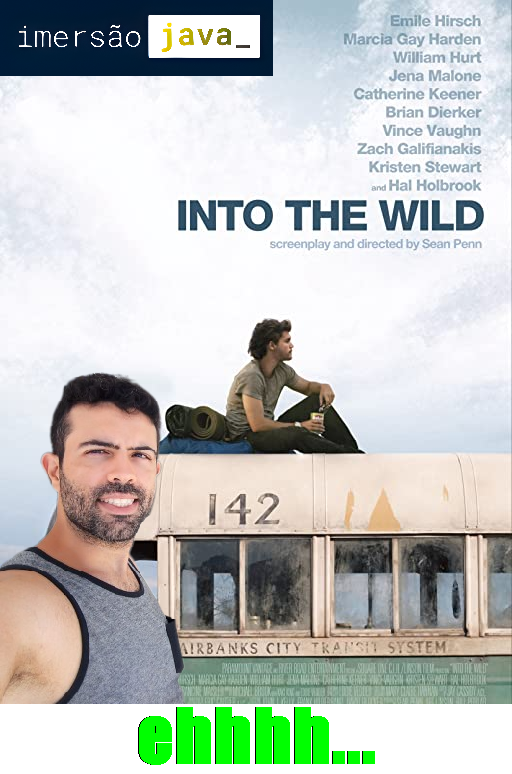 imersão java_
Emile Hirsch
Marcia Gay Harden
William Hurt
Jena Malone
Catherine Keener
Brian Dierker
Vince Vaughn
Zach Galifianakis
Kristen Stewart
and Hal Holbrook
INTO THE WILD
screenplay and directed by Sean Penn
142
FAIRBANKS CITY TRANSIT SYSTEM
ehhhh...